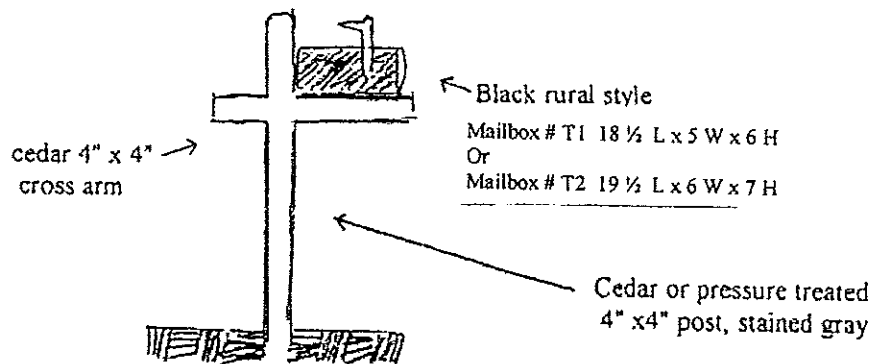 Black rural style
Mailbox # T1 18 ½ L x 5 W x 6 H
Or
Mailbox # T2 19 ½ L x 6 W x 7 H
cedar 4" x 4"
cross arm
Cedar or pressure treated
4" x4" post, stained gray